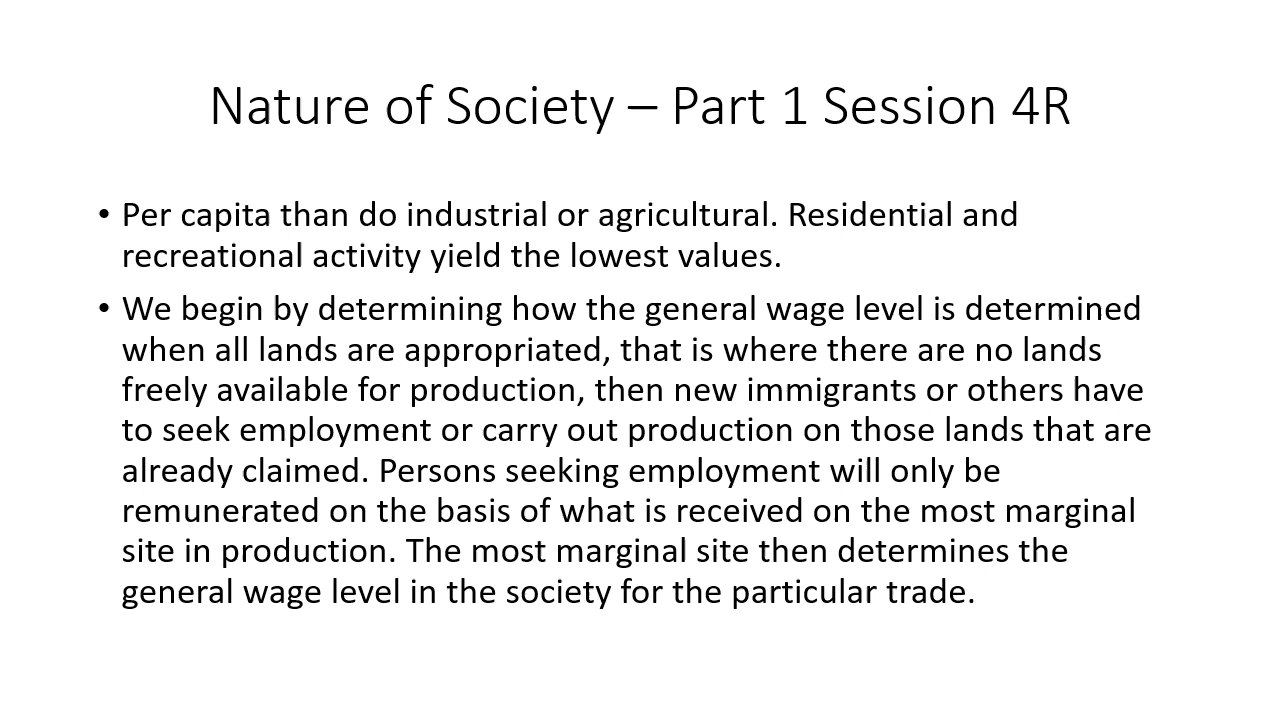 Nature of Society – Part 1 Session 4R
• Per capita than do industrial or agricultural. Residential and
recreational activity yield the lowest values.
• We begin by determining how the general wage level is determined
when all lands are appropriated, that is where there are no lands
freely available for production, then new immigrants or others have
to seek employment or carry out production on those lands that are
already claimed. Persons seeking employment will only be
remunerated on the basis of what is received on the most marginal
site in production. The most marginal site then determines the
general wage level in the society for the particular trade.